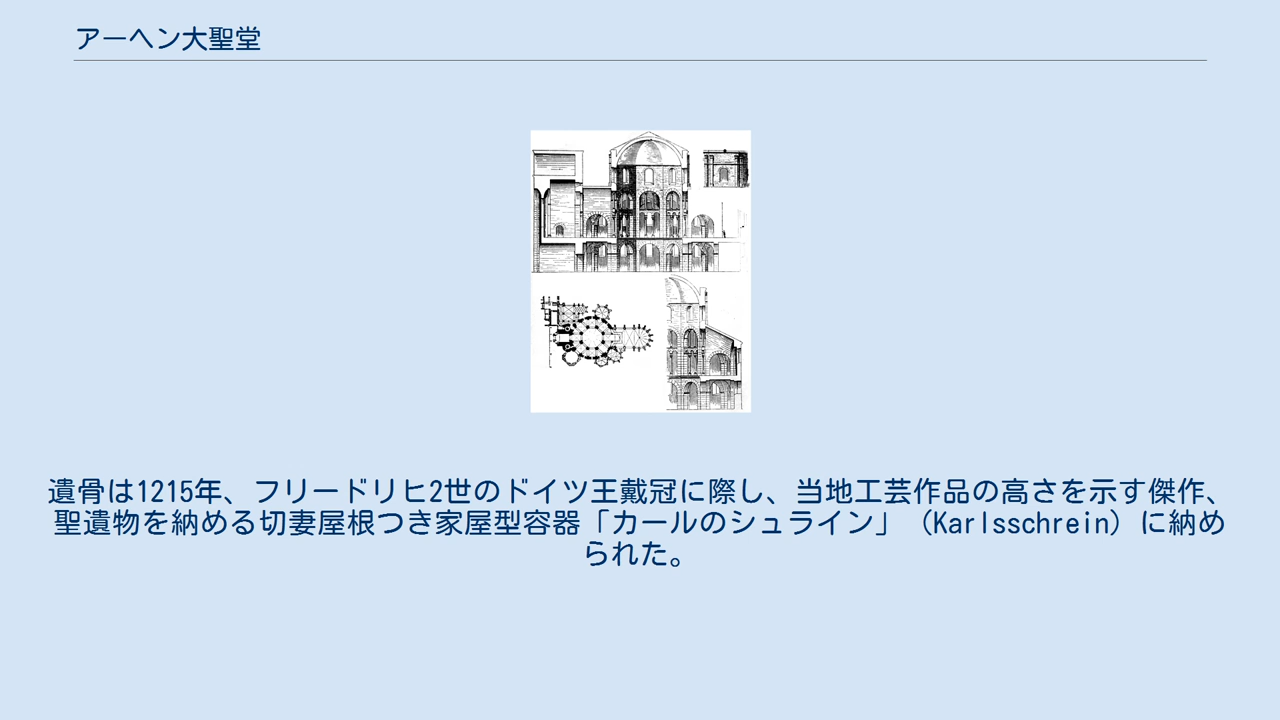 アーヘン大聖堂
遺骨は1215年、フリードリヒ2世のドイツ王戴冠に際し、当地工芸作品の高さを示す傑作、
聖遺物を納める切妻屋根つき家屋型容器「カールのシュライン」（Karlsschrein）に納め
られた。